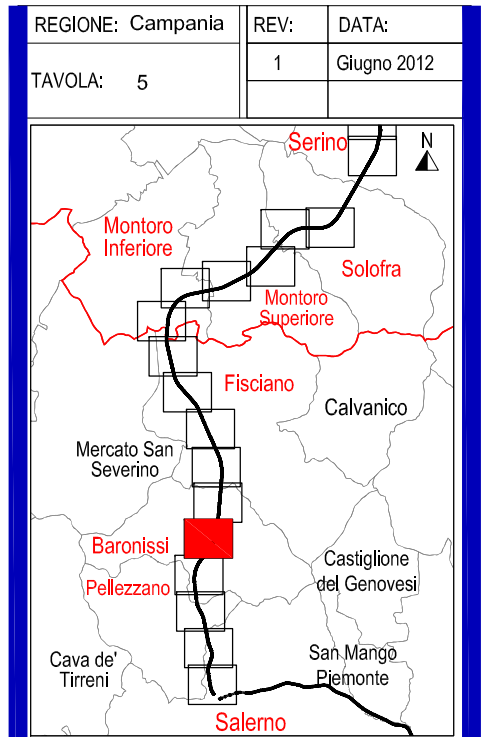 REGIONE: Campania
REV:
DATA:
1
Giugno 2012
TAVOLA: 5
Serino
N
Montoro
Inferiore
Solofra
Montoro
Superiore
Fisciano
Calvanico
Mercato San
Severino
Baronissi
Castiglione
del Genovesi
Pellezzano
Cava de'
Tirreni
San Mango
Piemonte
Salerno